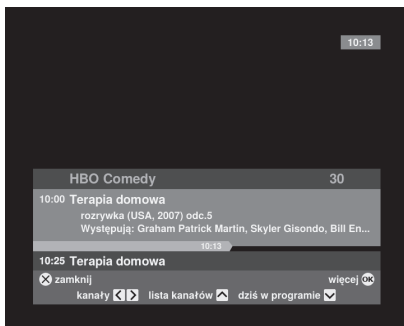 10:13
HBO Comedy 30
10:00 Terapia domowa
rozrywka (USA, 2007) odc.5
Występują: Graham Patrick Martin, Skyler Gisondo, Bill En...
10:13
10:25 Terapia domowa
zamknij więcej OK
kanały lista kanałów dziś w programie